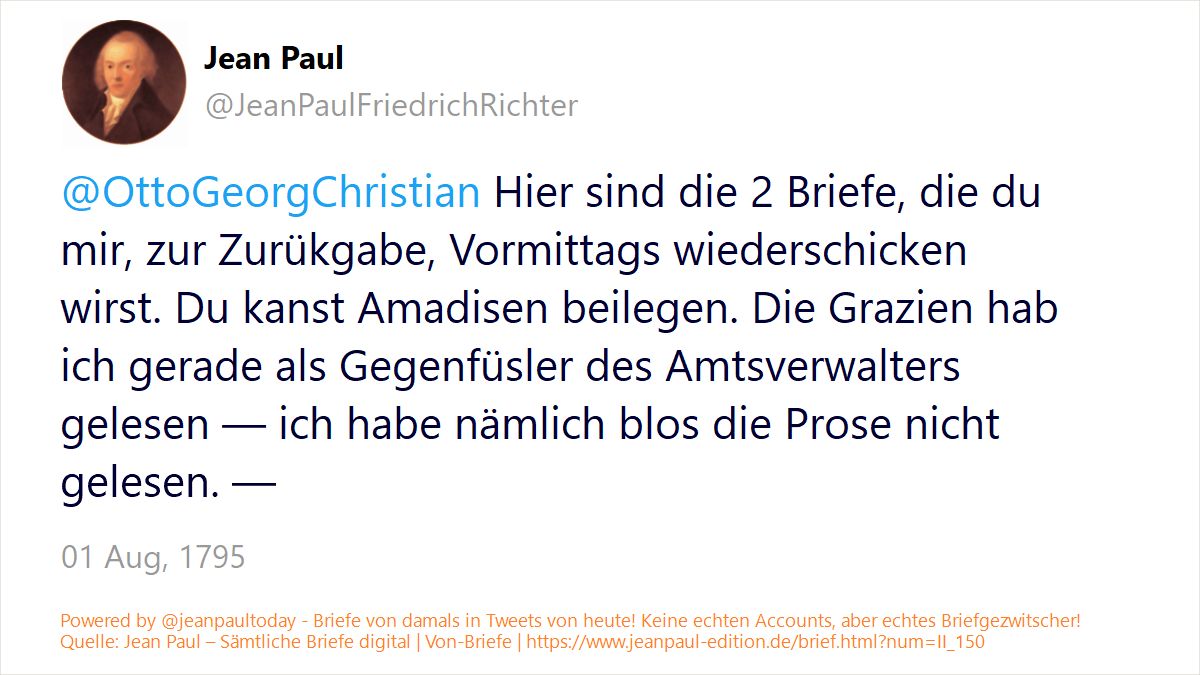 Jean Paul
@JeanPaulFriedrichRichter
@OttoGeorgChristian Hier sind die 2 Briefe, die du
mir, zur Zurükgabe, Vormittags wiederschicken
wirst. Du kanst Amadisen beilegen. Die Grazien hab
ich gerade als Gegenfüsler des Amtsverwalters
gelesen — ich habe nämlich blos die Prose nicht
gelesen. —
01 Aug, 1795
Powered by @jeanpaultoday - Briefe von damals in Tweets von heute! Keine echten Accounts, aber echtes Briefgezwitscher!
Quelle: Jean Paul – Sämtliche Briefe digital | Von-Briefe | https://www.jeanpaul-edition.de/brief.html?num=II_150